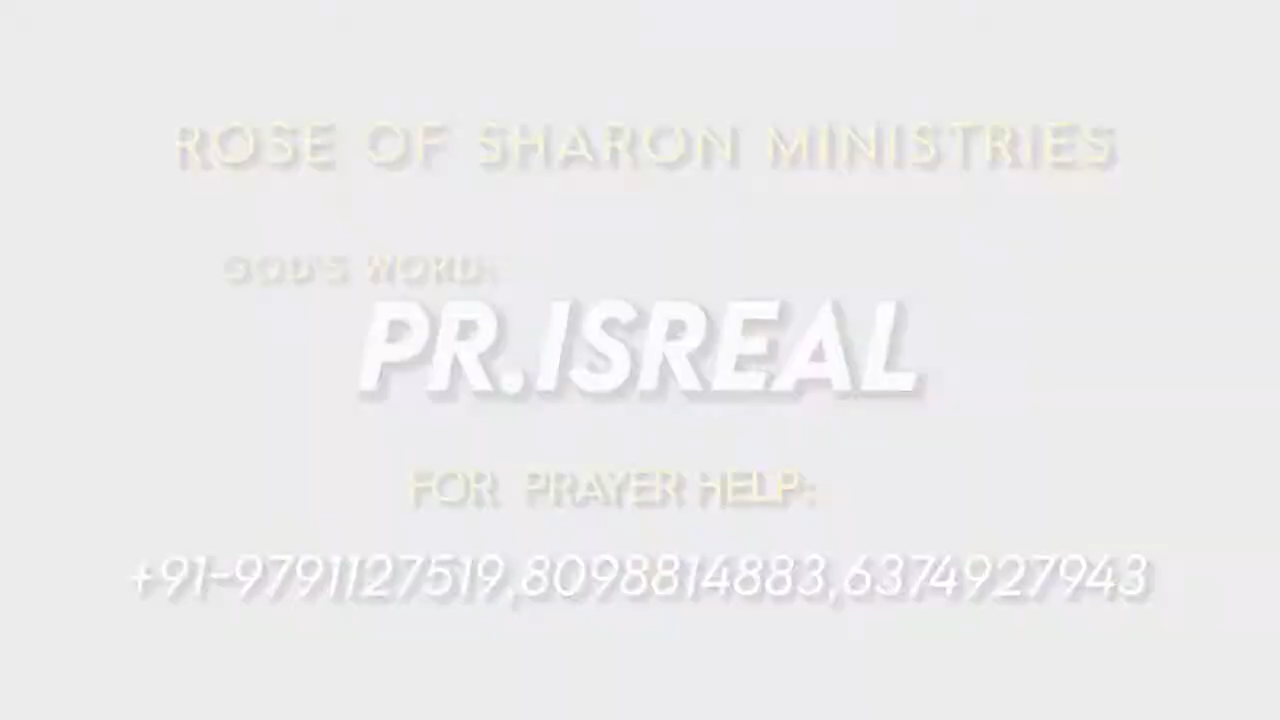 ROSE OF SHARON MINISTRIES
GOD'S WORD:
PR.ISREAL
FOR PRAYER HELP:
+91-9791127519,8098814883,6374927943